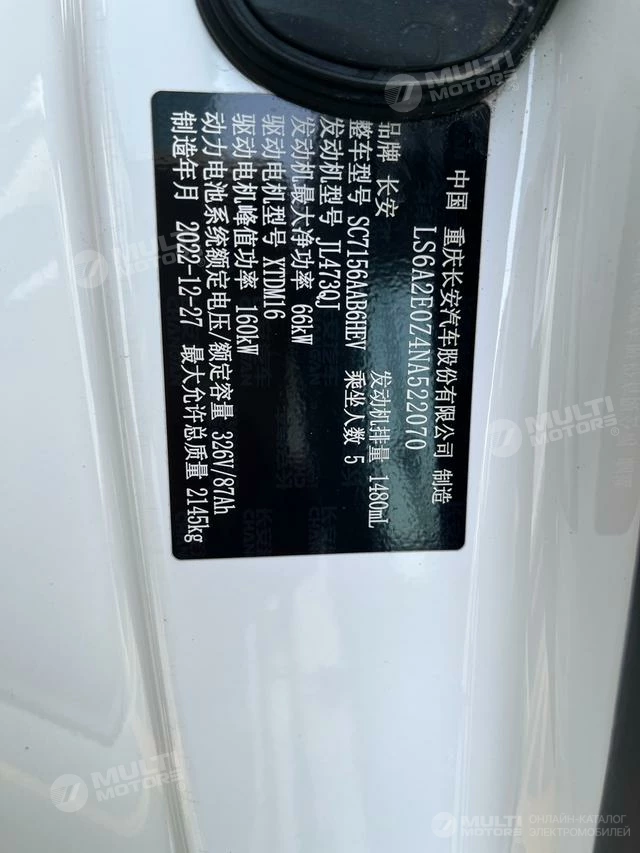 中国 重庆长安汽车股份有限公司 制造
LS6A2E0Z4NA522070
品牌 长安 发动机排量 1480mL
整车型号 SC7156AAB6HEV 乘坐人数 5
发动机型号 JL473QJ
发动机最大净功率 66kW
驱动电机型号 XTDM16
驱动电机峰值功率 160kW
动力电池系统额定电压/额定容量 326V/87Ah
制造年月 2022-12-27 最大允许总质量 2145kg
MULTI MOTORS
MULTI MOTORS
MULTI MOTORS
MULTI MOTORS
MULTI MOTORS
ОНЛАЙН-КАТАЛОГ
ЭЛЕКТРОМОБИЛЕЙ